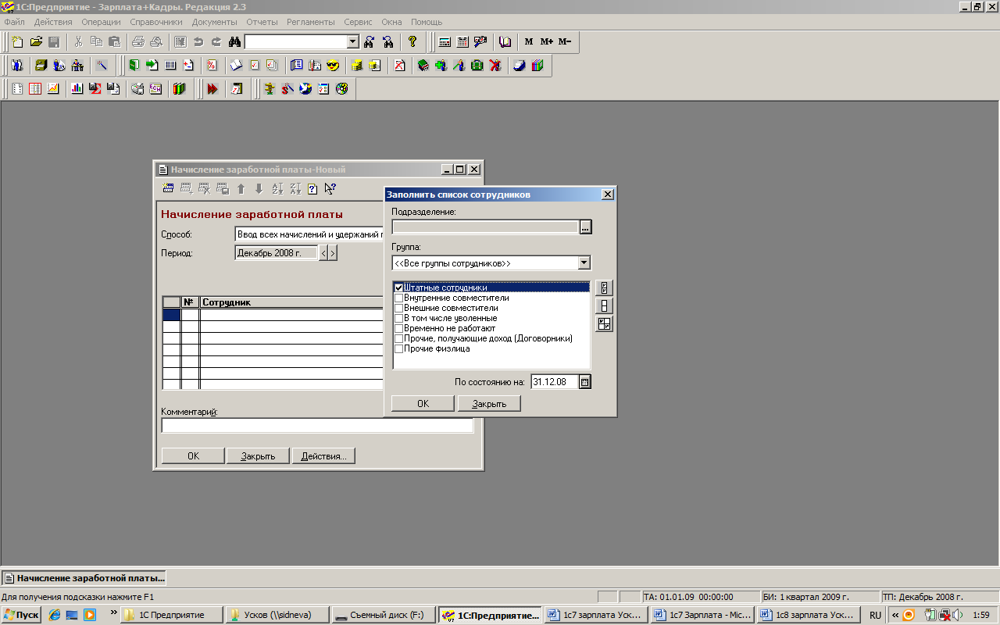 1С:Предприятие - Зарплата+Кадры. Редакция 2.3
Файл Действия Операции Справочники Документы Отчеты Регламенты Сервис Окна Помощь
M M+ M−
Начисление заработной платы-Новый
Заполнить список сотрудников
Начисление заработной платы
Подразделение:
Способ: Ввод всех начислений и удержаний
Группа:
Период: Декабрь 2008 г. < >
<<Все группы сотрудников>>
Штатные сотрудники
Внутренние совместители
№ Сотрудник
Внешние совместители
В том числе уволенные
Временно не работают
Прочие, получающие доход (Договорники)
Прочие физлица
По состоянию на: 31.12.08
OK Закрыть
Комментарий:
OK Закрыть Действия...
Начисление заработной платы...
Для получения подсказки нажмите F1
TA: 01.01.09 00:00:00 БИ: 1 квартал 2009 г. ТП: Декабрь 2008 г.
Пуск » 1С Предприятие Усков (\\sidneva) Съемный диск (F:) 1С:Предприятие... 1с7 зарплата Уск... 1с7 Зарплата - Mic... 1с8 зарплата Уск... RU « 1:59